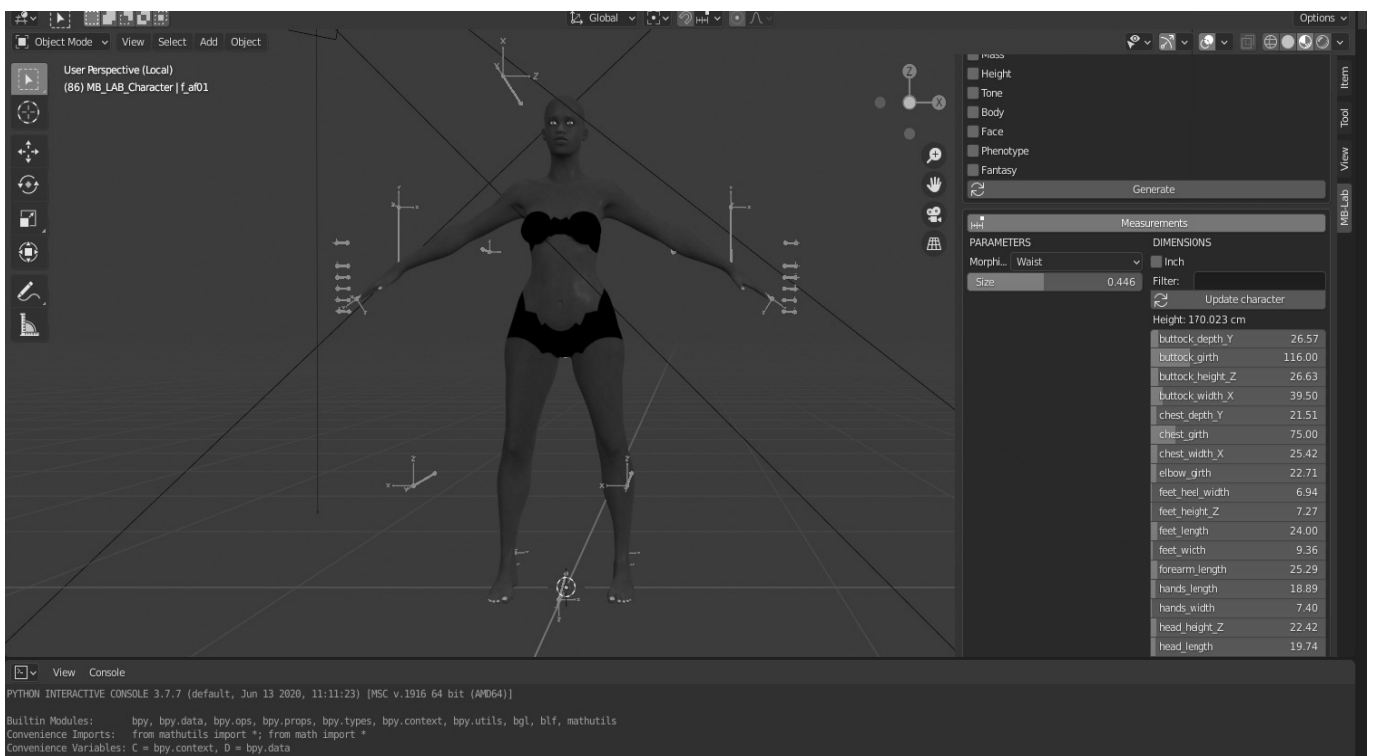 Global
Options
Object Mode View Select Add Object
User Perspective (Local)
(86) MB_LAB_Character | f_af01
X
Z
Z
X
Mass
Height
Tone
Body
Face
Phenotype
Fantasy
Generate
Measurements
PARAMETERS DIMENSIONS
Morphi... Waist Inch
Size 0.446 Filter:
Update character
Height: 170.023 cm
buttock_depth_Y 26.57
buttock_girth 116.00
buttock_height_Z 26.63
buttock_width_X 39.50
chest_depth_Y 21.51
chest_girth 75.00
chest_width_X 25.42
elbow_girth 22.71
feet_heel_width 6.94
feet_height_Z 7.27
feet_length 24.00
feet_width 9.36
forearm_length 25.29
hands_length 18.89
hands_width 7.40
head_height_Z 22.42
head_length 19.74
Item
Tool
View
MB-Lab
View Console
PYTHON INTERACTIVE CONSOLE 3.7.7 (default, Jun 13 2020, 11:11:23) [MSC v.1916 64 bit (AMD64)]
Builtin Modules: bpy, bpy.data, bpy.ops, bpy.props, bpy.types, bpy.context, bpy.utils, bgl, blf, mathutils
Convenience Imports: from mathutils import *; from math import *
Convenience Variables: C = bpy.context, D = bpy.data